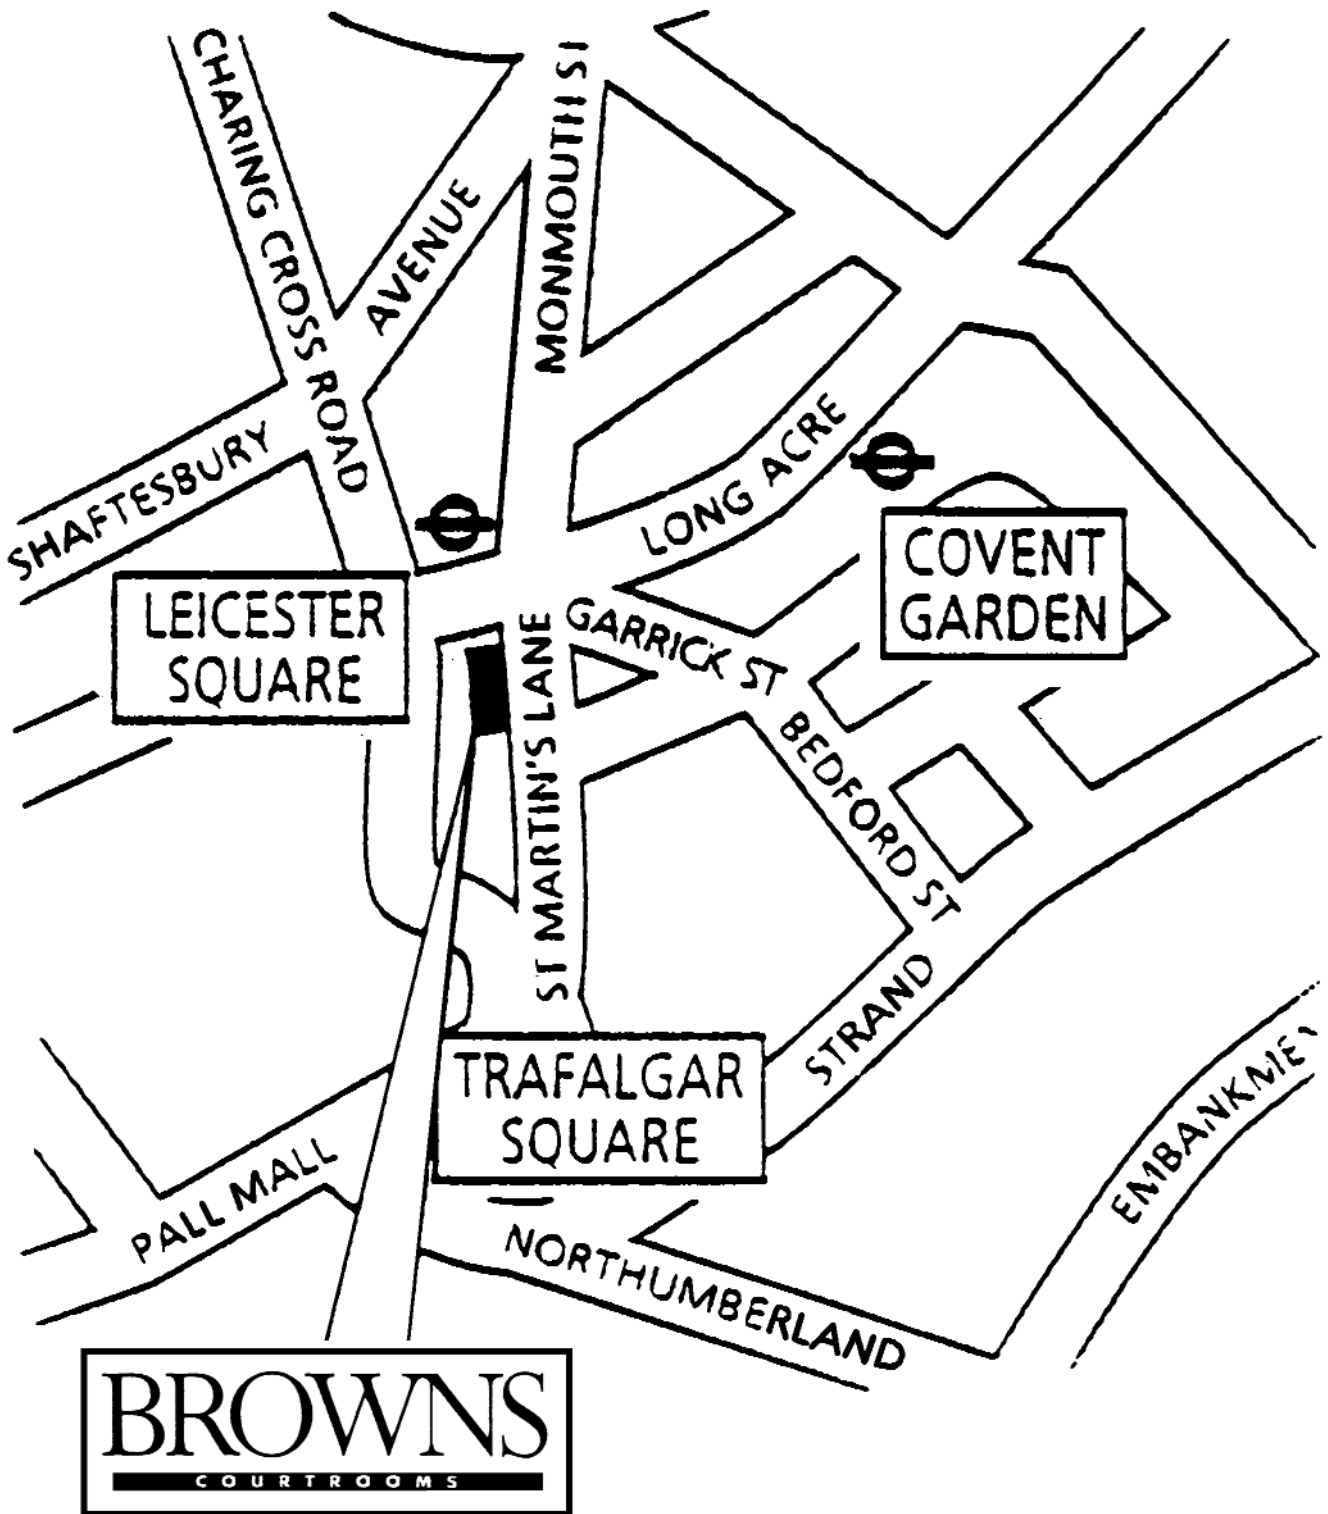 CHARING CROSS ROAD
MONMOUTH ST
AVENUE
SHAFTESBURY
LONG ACRE
COVENT
GARDEN
LEICESTER
SQUARE
GARRICK ST
ST MARTIN'S LANE
BEDFORD ST
STRAND
EMBANKME
TRAFALGAR
SQUARE
PALL MALL
NORTHUMBERLAND
BROWNS
COURTROOMS